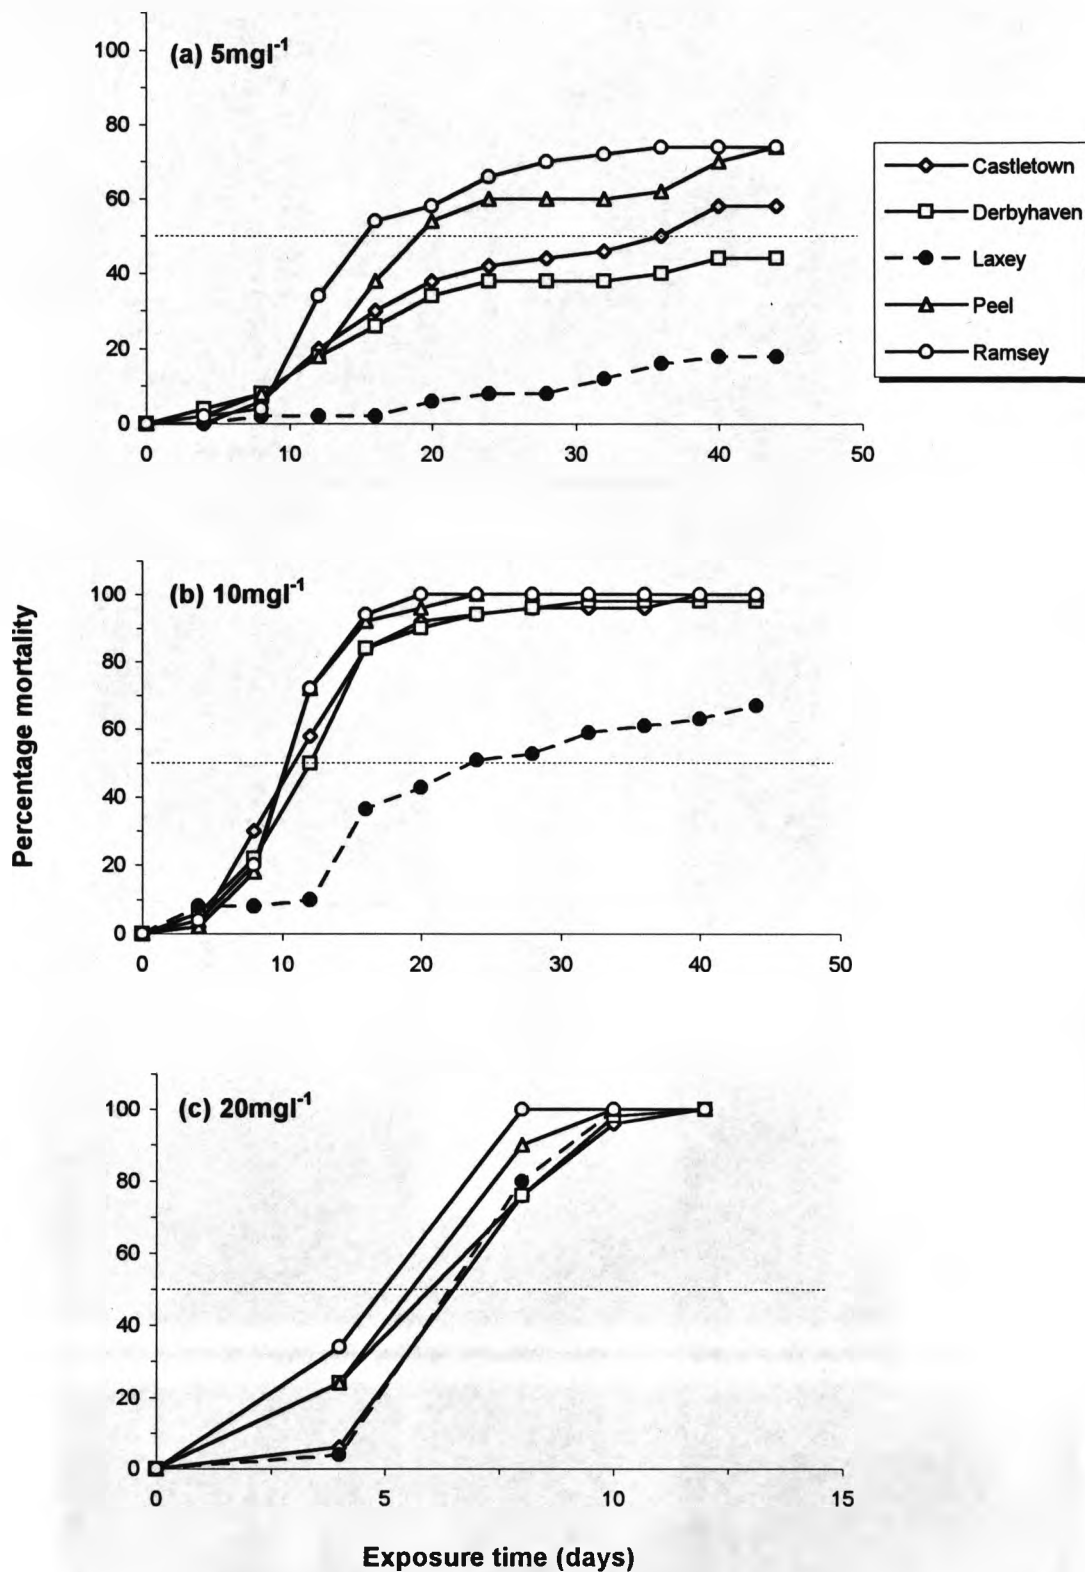 (a) 5mgl⁻¹
100
80
60
40
20
0
0 10 20 30 40 50
Castletown
Derbyhaven
Laxey
Peel
Ramsey
Percentage mortality
(b) 10mgl⁻¹
100
80
60
40
20
0
0 10 20 30 40 50
(c) 20mgl⁻¹
100
80
60
40
20
0
0 5 10 15
Exposure time (days)